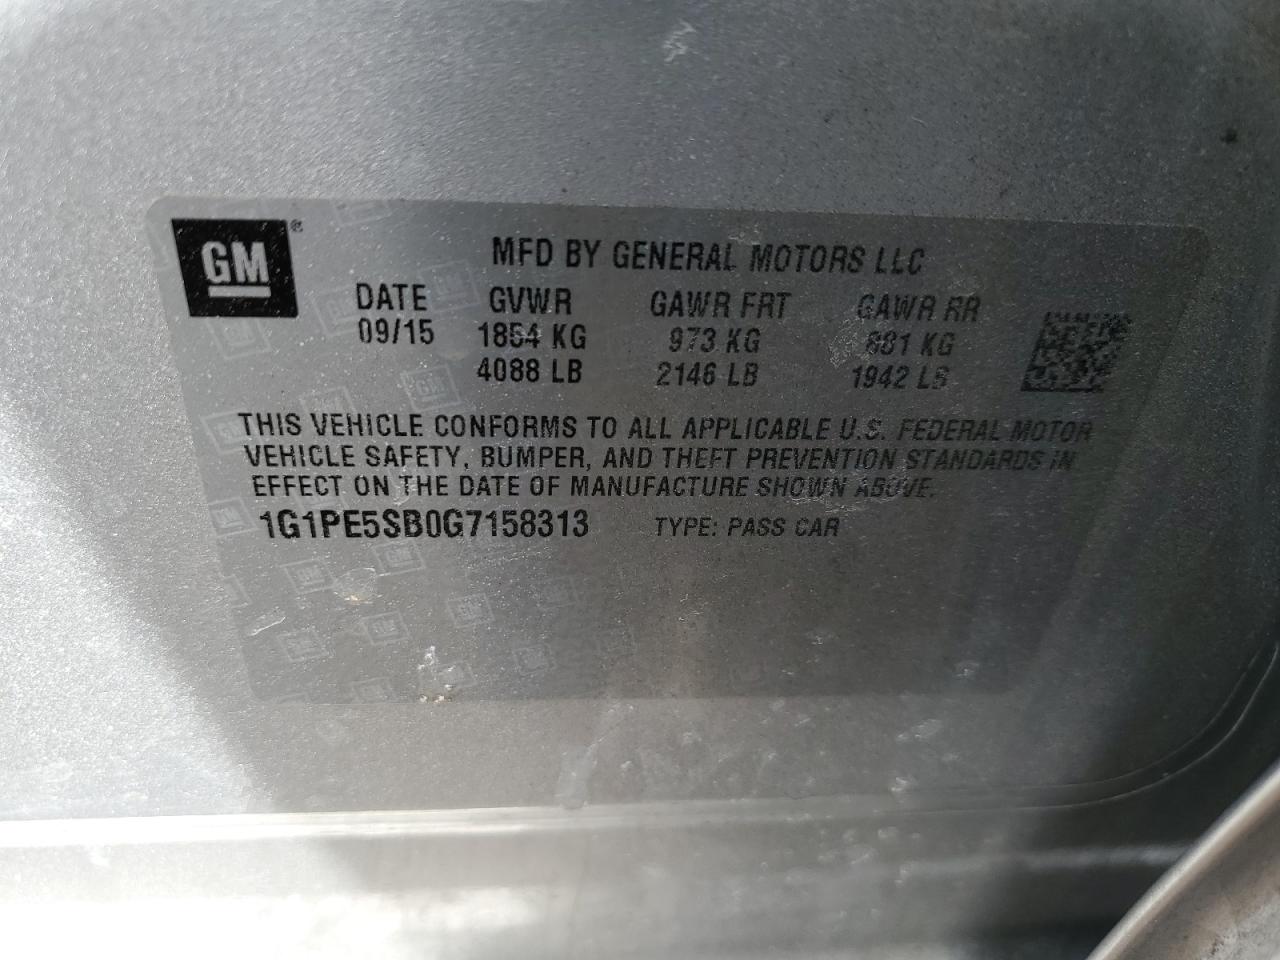 GM ®
MFD BY GENERAL MOTORS LLC
DATE GVWR GAWR FRT GAWR RR
09/15 1854 KG 973 KG 881 KG
4088 LB 2146 LB 1942 LB
THIS VEHICLE CONFORMS TO ALL APPLICABLE U.S. FEDERAL MOTOR
VEHICLE SAFETY, BUMPER, AND THEFT PREVENTION STANDARDS IN
EFFECT ON THE DATE OF MANUFACTURE SHOWN ABOVE.
1G1PE5SB0G7158313 TYPE: PASS CAR